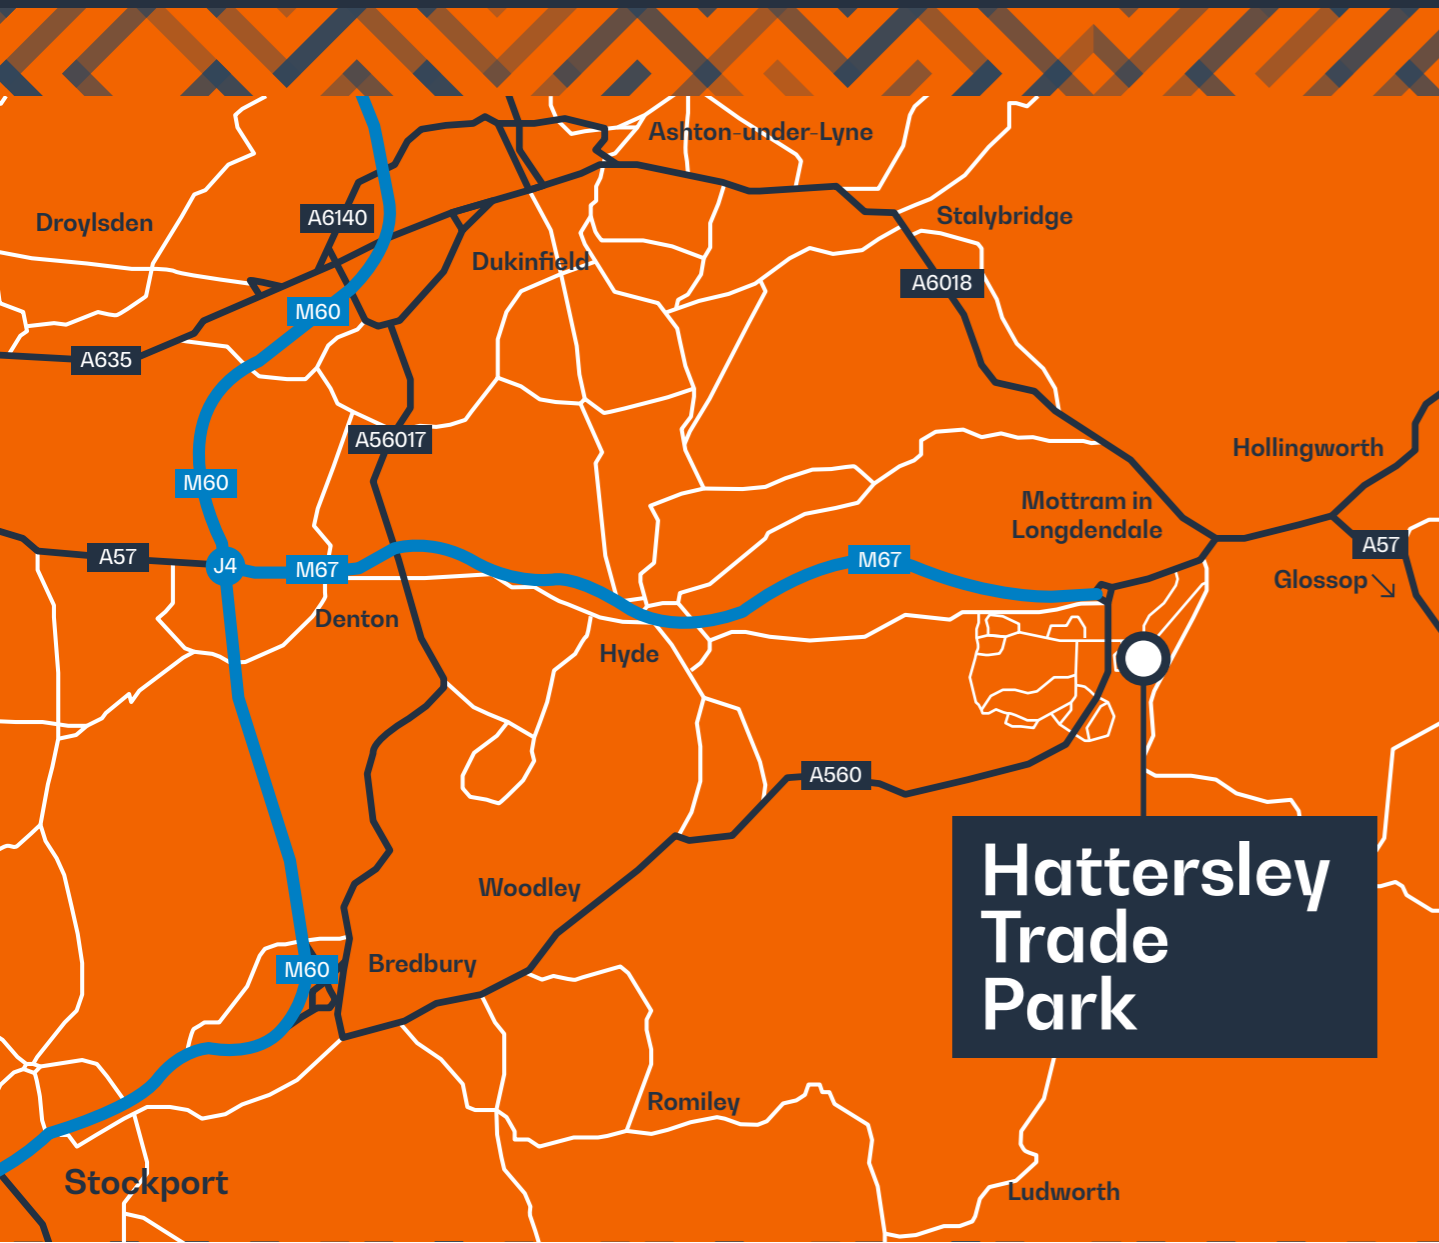 Ashton-under-Lyne
Droylsden
A6140
Stalybridge
Dukinfield
A6018
M60
A635
A56017
Hollingworth
M60
Mottram in
Longdendale
A57
J4
M67
M67
A57
Glossop
Denton
Hyde
A560
Hattersley
Trade
Park
Woodley
Bredbury
M60
Romiley
Stockport
Ludworth